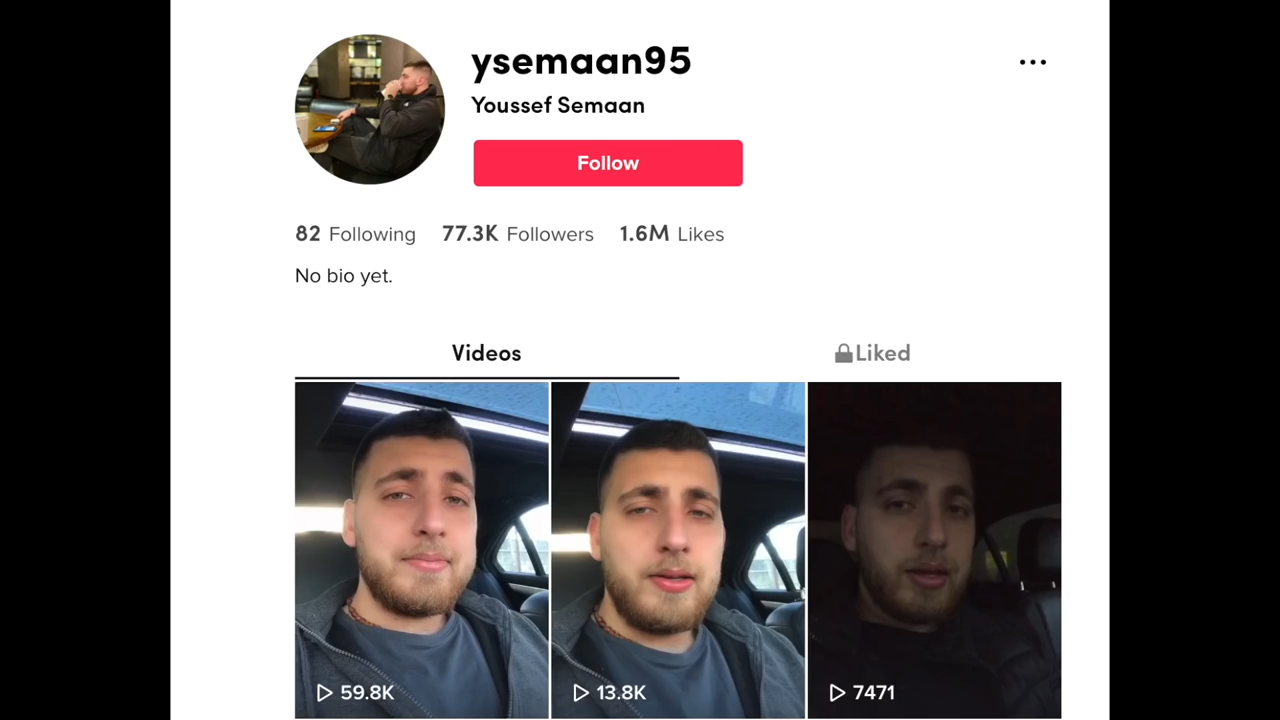 ysemaan95
Youssef Semaan
Follow
82 Following 77.3K Followers 1.6M Likes
No bio yet.
Videos Liked
59.8K 13.8K 7471